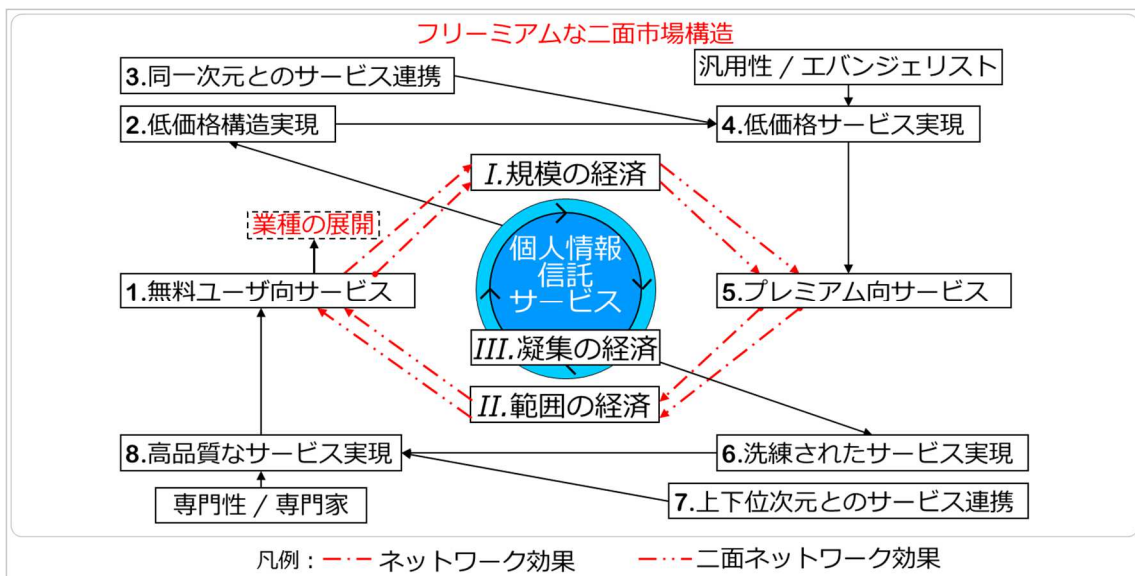 フリーミアムな二面市場構造
3.同一次元とのサービス連携
汎用性 / エバンジェリスト
2.低価格構造実現
4.低価格サービス実現
I.規模の経済
業種の展開
個人情報
信託
サービス
1.無料ユーザ向サービス
5.プレミアム向サービス
III.凝集の経済
II.範囲の経済
8.高品質なサービス実現
6.洗練されたサービス実現
専門性 / 専門家
7.上下位次元とのサービス連携
凡例：ネットワーク効果 二面ネットワーク効果